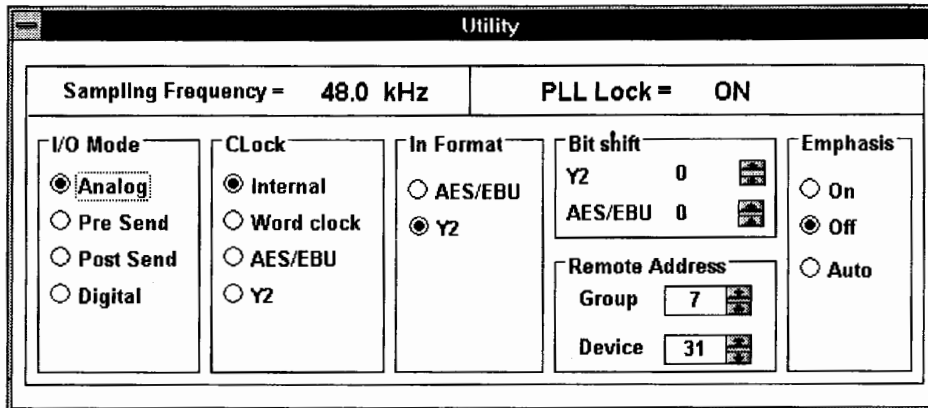 Utility
Sampling Frequency = 48.0 kHz
PLL Lock = ON
I/O Mode
Analog
Pre Send
Post Send
Digital
CLock
Internal
Word clock
AES/EBU
Y2
In Format
AES/EBU
Y2
Bit shift
Y2 0
AES/EBU 0
Remote Address
Group 7
Device 31
Emphasis
On
Off
Auto